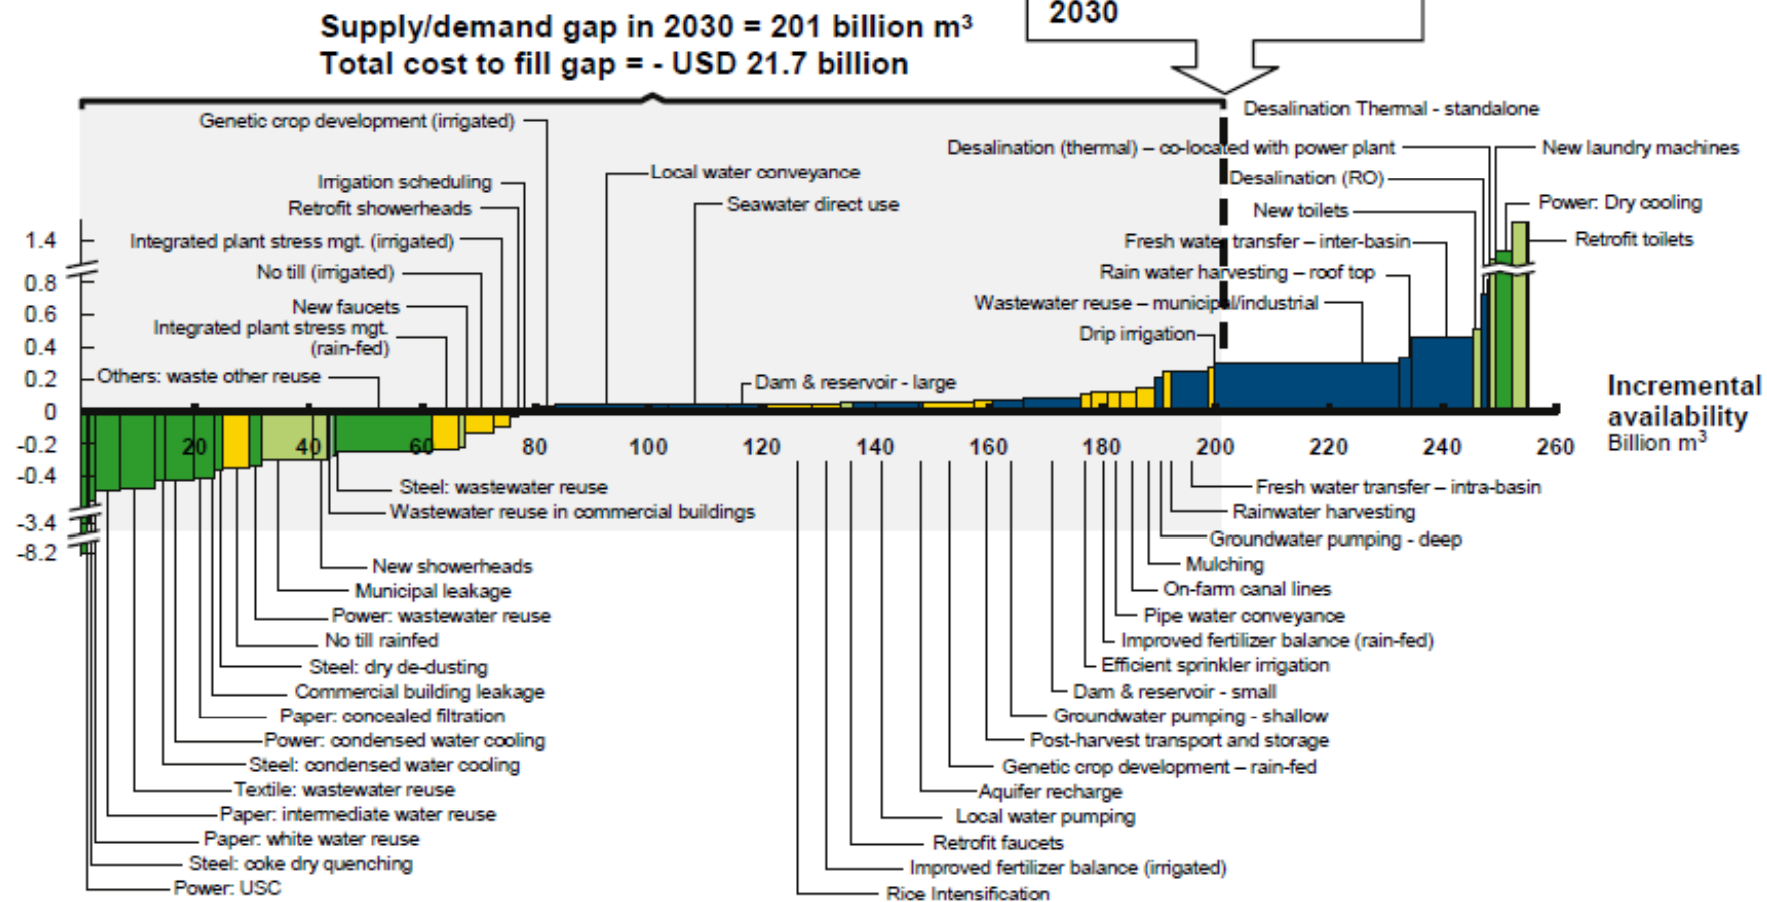 Supply/demand gap in 2030 = 201 billion m³
Total cost to fill gap = - USD 21.7 billion
2030
Genetic crop development (irrigated)
Irrigation scheduling
Retrofit showerheads
Integrated plant stress mgt. (irrigated)
No till (irrigated)
New faucets
Integrated plant stress mgt.
(rain-fed)
Others: waste other reuse
Local water conveyance
Seawater direct use
Dam & reservoir - large
Desalination Thermal - standalone
Desalination (thermal) – co-located with power plant
New laundry machines
Desalination (RO)
Power: Dry cooling
New toilets
Fresh water transfer – inter-basin
Retrofit toilets
Rain water harvesting – roof top
Wastewater reuse – municipal/industrial
Drip irrigation
1.4
0.8
0.6
0.4
0.2
0
-0.2
-0.4
-3.4
-8.2
20
40
60
80
100
120
140
160
180
200
220
240
260
Incremental
availability
Billion m³
Steel: wastewater reuse
Wastewater reuse in commercial buildings
New showerheads
Municipal leakage
Power: wastewater reuse
No till rainfed
Steel: dry de-dusting
Commercial building leakage
Paper: concealed filtration
Power: condensed water cooling
Steel: condensed water cooling
Textile: wastewater reuse
Paper: intermediate water reuse
Paper: white water reuse
Steel: coke dry quenching
Power: USC
Fresh water transfer – intra-basin
Rainwater harvesting
Groundwater pumping - deep
Mulching
On-farm canal lines
Pipe water conveyance
Improved fertilizer balance (rain-fed)
Efficient sprinkler irrigation
Dam & reservoir - small
Groundwater pumping - shallow
Post-harvest transport and storage
Genetic crop development – rain-fed
Aquifer recharge
Local water pumping
Retrofit faucets
Improved fertilizer balance (irrigated)
Rice Intensification